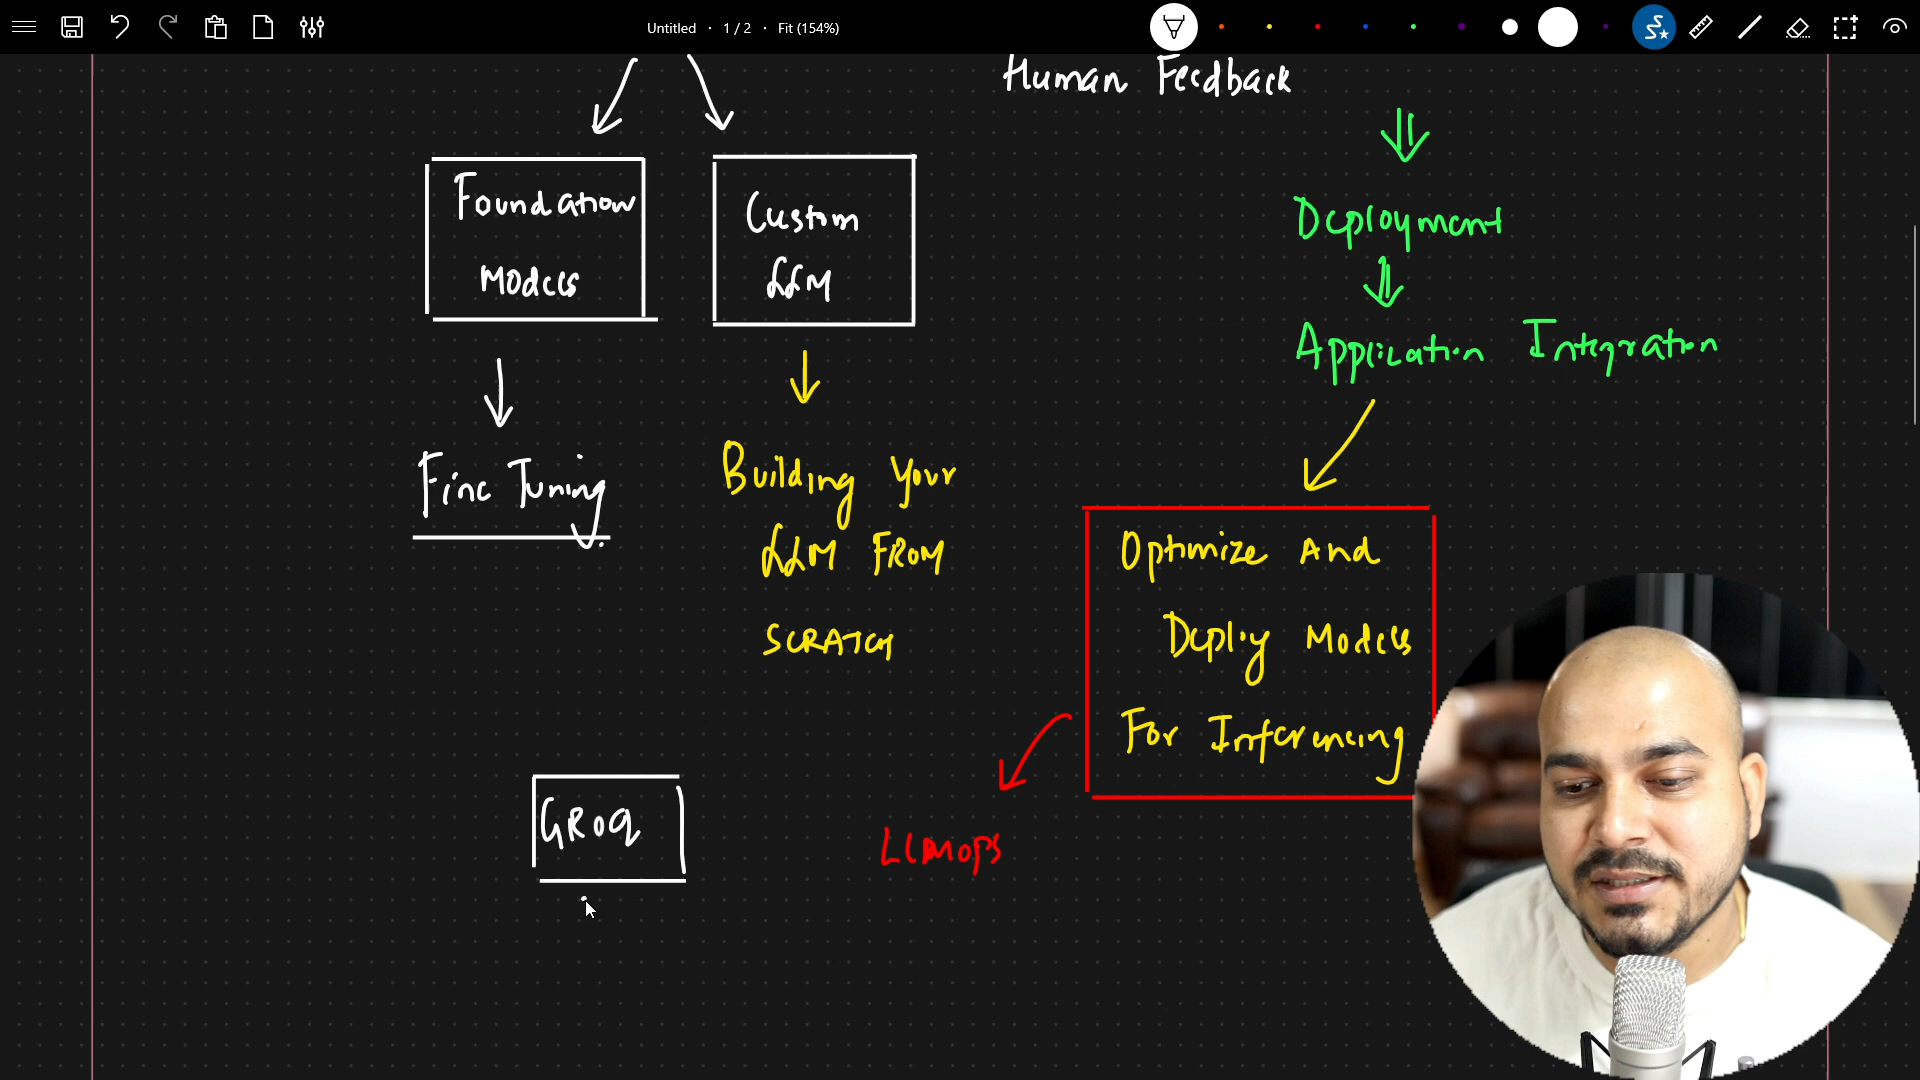 Untitled · 1 / 2 · Fit (154%)
Human Feedback
Foundation
Models
Custom
LLM
Deployment
Application Integration
Fine Tuning
Building Your
LLM FROM
SCRATCH
Optimize And
Deploy Models
For Inferencing
GROQ
LLMops